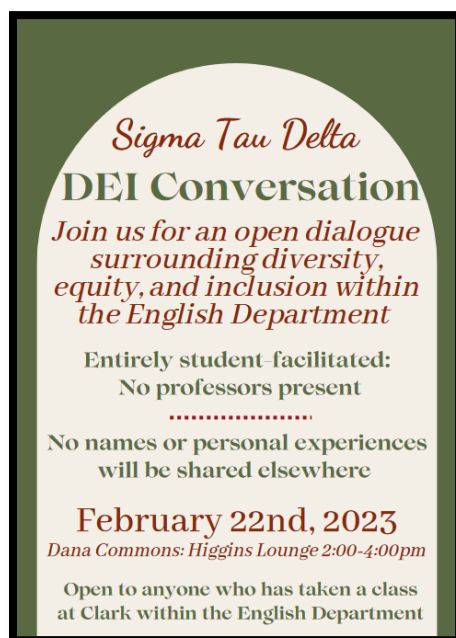 Sigma Tau Delta
DEI Conversation
Join us for an open dialogue
surrounding diversity,
equity, and inclusion within
the English Department
Entirely student-facilitated:
No professors present
No names or personal experiences
will be shared elsewhere
February 22nd, 2023
Dana Commons: Higgins Lounge 2:00-4:00pm
Open to anyone who has taken a class
at Clark within the English Department